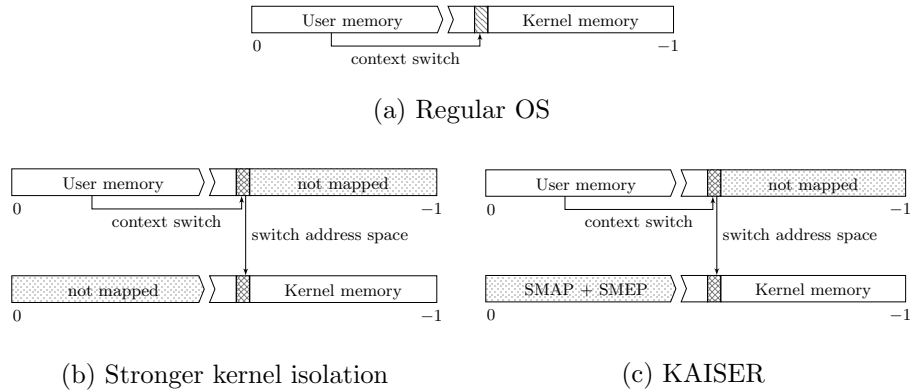 User memory Kernel memory
0 context switch −1
(a) Regular OS
User memory not mapped
0 context switch −1
switch address space
not mapped Kernel memory
0 −1
(b) Stronger kernel isolation
User memory not mapped
0 context switch −1
switch address space
SMAP + SMEP Kernel memory
0 −1
(c) KAISER